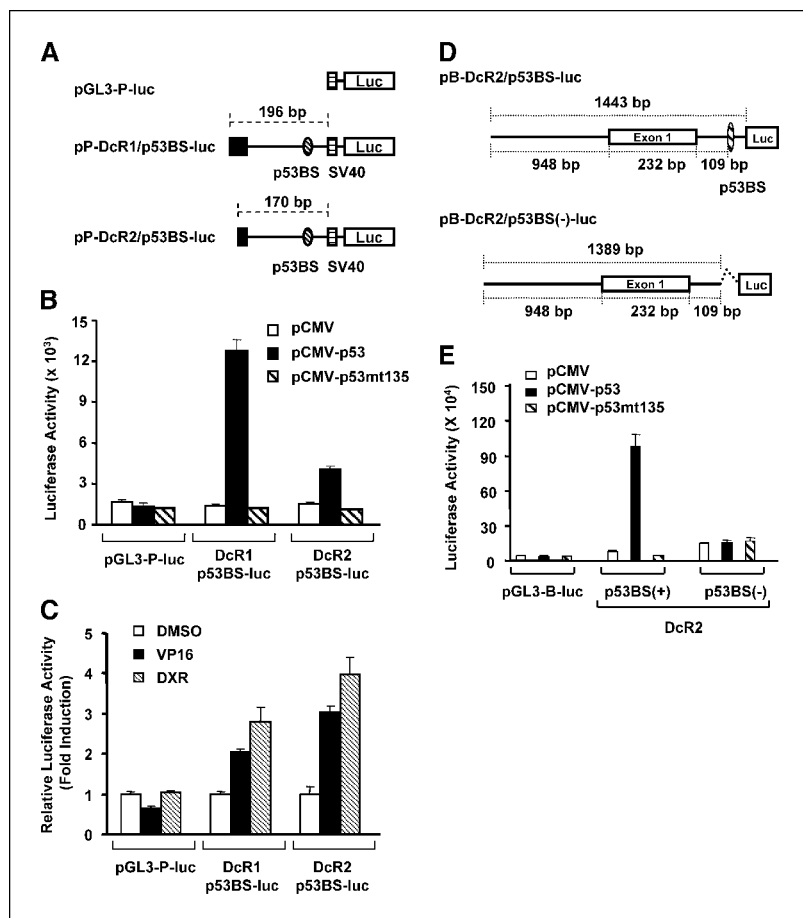 A
pGL3-P-luc
Luc
196 bp
pP-DcR1/p53BS-luc
Luc
p53BS SV40
170 bp
pP-DcR2/p53BS-luc
Luc
p53BS SV40
B
Luciferase Activity (x 10³)
15
12
9
6
3
0
pCMV
pCMV-p53
pCMV-p53mt135
pGL3-P-luc
DcR1
p53BS-luc
DcR2
p53BS-luc
C
Relative Luciferase Activity
(Fold Induction)
5
4
3
2
1
0
DMSO
VP16
DXR
pGL3-P-luc
DcR1
p53BS-luc
DcR2
p53BS-luc
D
pB-DcR2/p53BS-luc
1443 bp
Exon 1
Luc
948 bp
232 bp
109 bp
p53BS
pB-DcR2/p53BS(-)-luc
1389 bp
Exon 1
Luc
948 bp
232 bp
109 bp
E
Luciferase Activity (X 10⁴)
150
120
90
60
30
0
pCMV
pCMV-p53
pCMV-p53mt135
pGL3-B-luc
p53BS(+)
p53BS(-)
DcR2